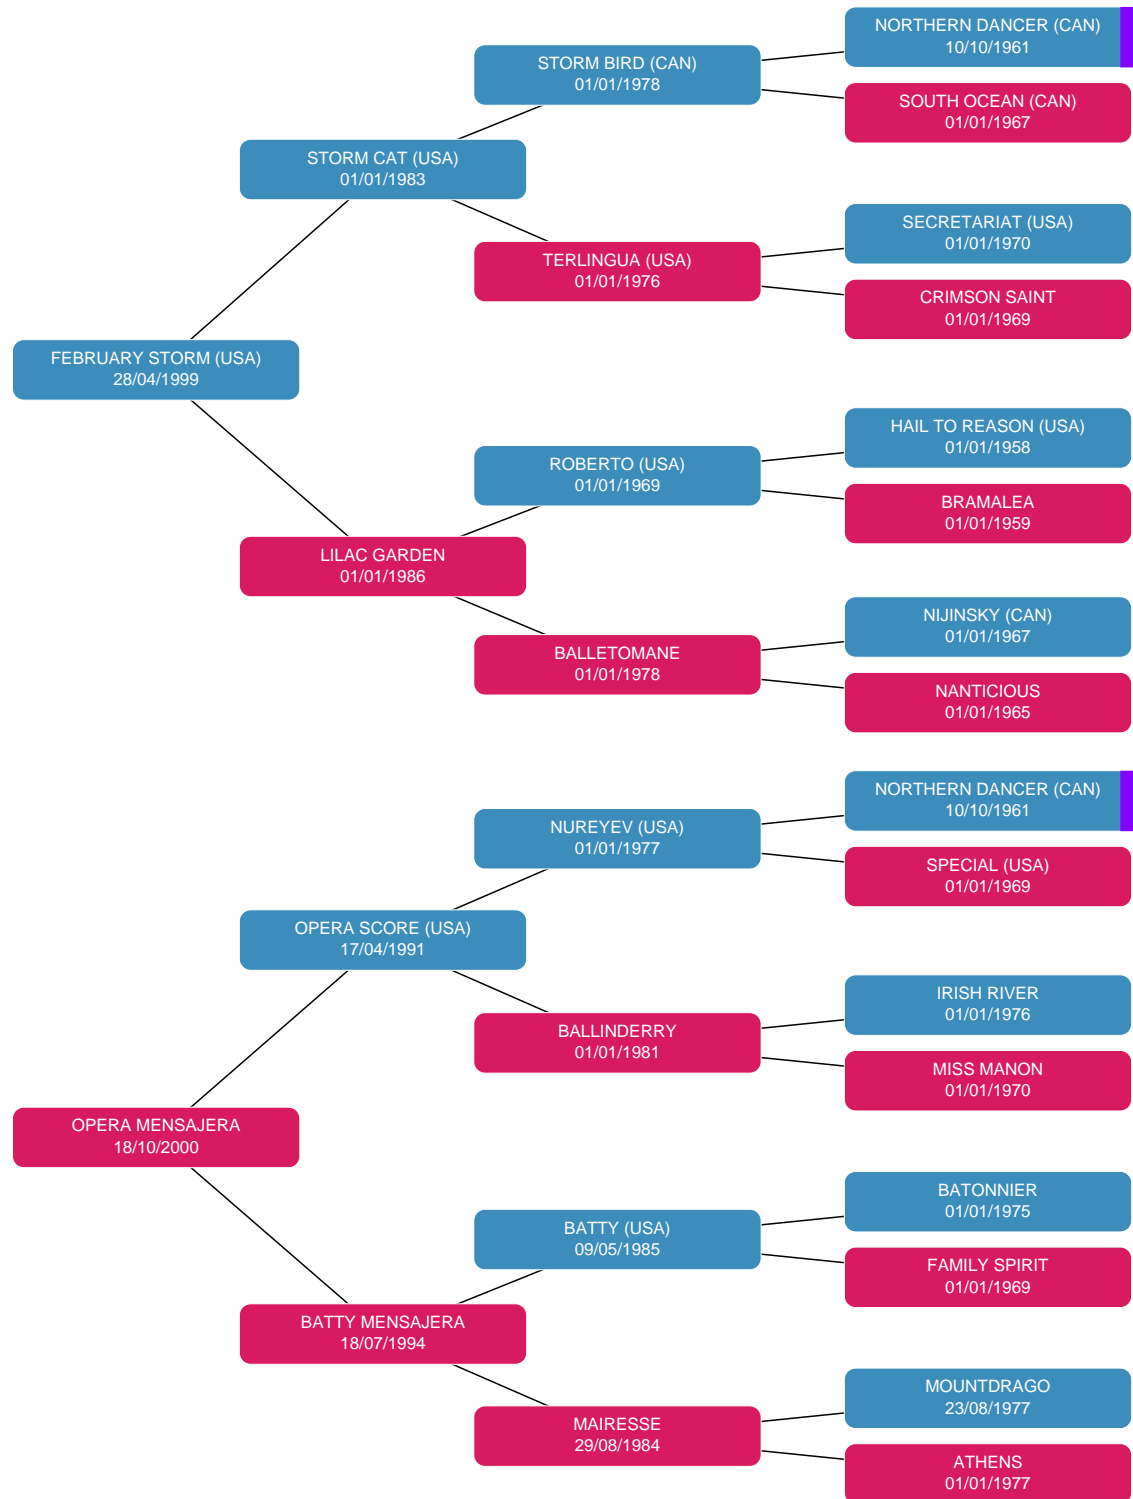 NORTHERN DANCER (CAN)
10/10/1961
STORM BIRD (CAN)
01/01/1978
SOUTH OCEAN (CAN)
01/01/1967
STORM CAT (USA)
01/01/1983
SECRETARIAT (USA)
01/01/1970
TERLINGUA (USA)
01/01/1976
CRIMSON SAINT
01/01/1969
FEBRUARY STORM (USA)
28/04/1999
HAIL TO REASON (USA)
01/01/1958
ROBERTO (USA)
01/01/1969
BRAMALEA
01/01/1959
LILAC GARDEN
01/01/1986
NIJINSKY (CAN)
01/01/1967
BALLETOMANE
01/01/1978
NANTICIOUS
01/01/1965
NORTHERN DANCER (CAN)
10/10/1961
NUREYEV (USA)
01/01/1977
SPECIAL (USA)
01/01/1969
OPERA SCORE (USA)
17/04/1991
IRISH RIVER
01/01/1976
BALLINDERRY
01/01/1981
MISS MANON
01/01/1970
OPERA MENSAJERA
18/10/2000
BATONNIER
01/01/1975
BATTY (USA)
09/05/1985
FAMILY SPIRIT
01/01/1969
BATTY MENSAJERA
18/07/1994
MOUNTDRAGO
23/08/1977
MAIRESSE
29/08/1984
ATHENS
01/01/1977